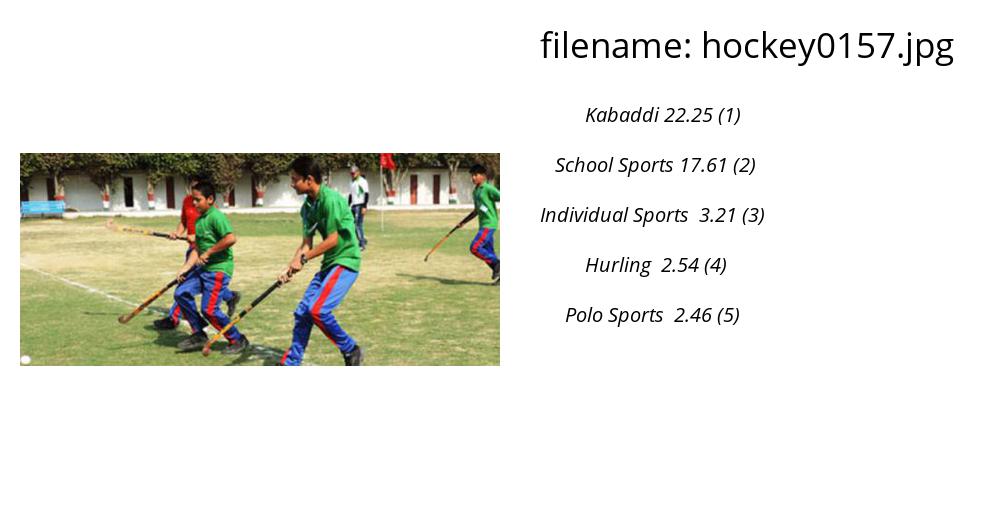 filename: hockey0157.jpg
Kabaddi 22.25 (1)
School Sports 17.61 (2)
Individual Sports  3.21 (3)
Hurling  2.54 (4)
Polo Sports  2.46 (5)